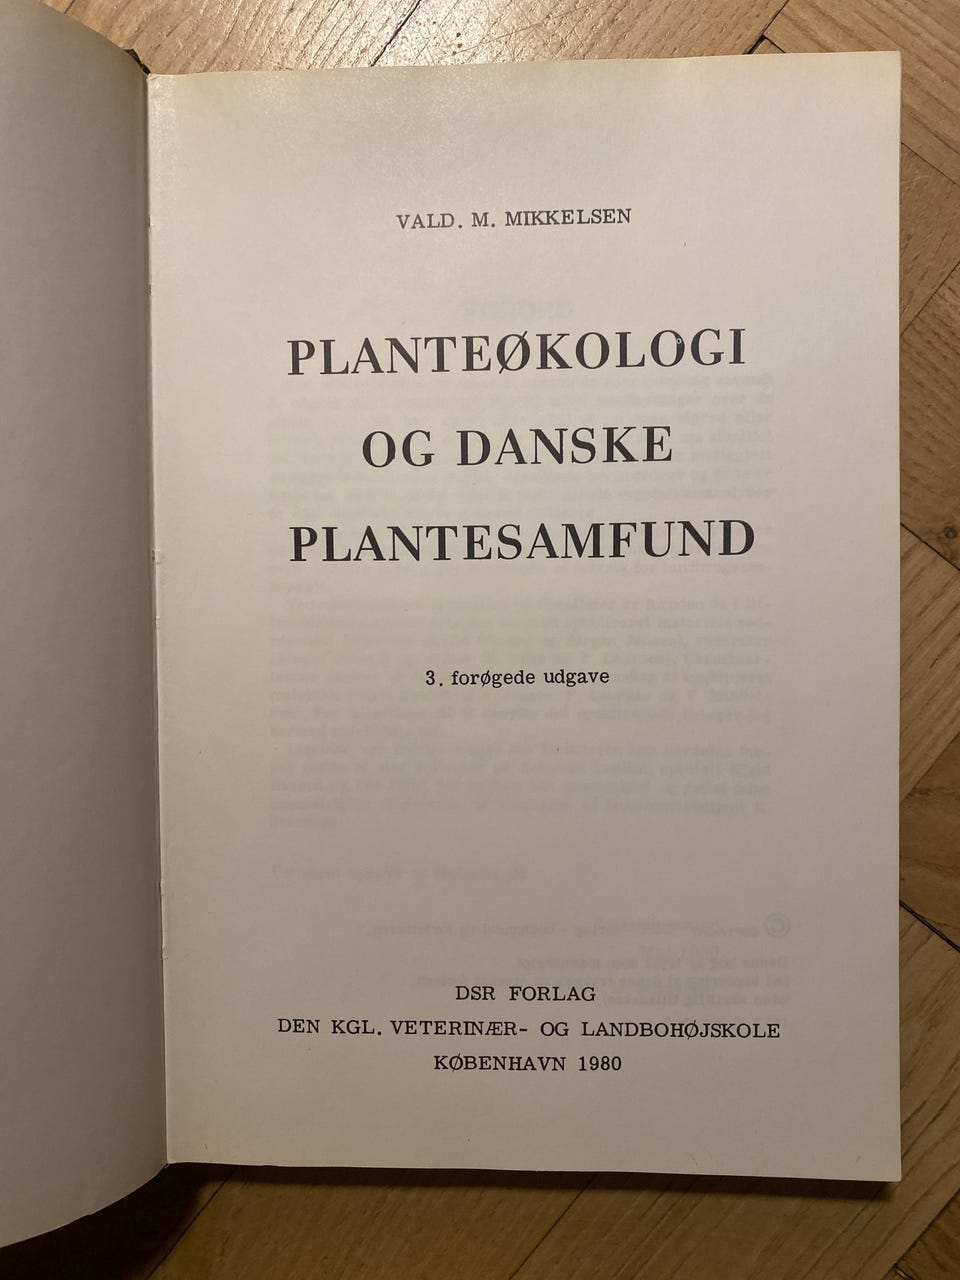 VALD. M. MIKKELSEN
PLANTEØKOLOGI
OG DANSKE
PLANTESAMFUND
3. forøgede udgave
DSR FORLAG
DEN KGL. VETERINÆR- OG LANDBOHØJSKOLE
KØBENHAVN 1980